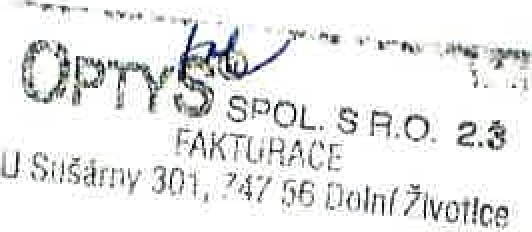 OPTYS® SPOL. S R.O. 2.3
FAKTURACE
U Sušárny 301, 747 56 Dolní Životice